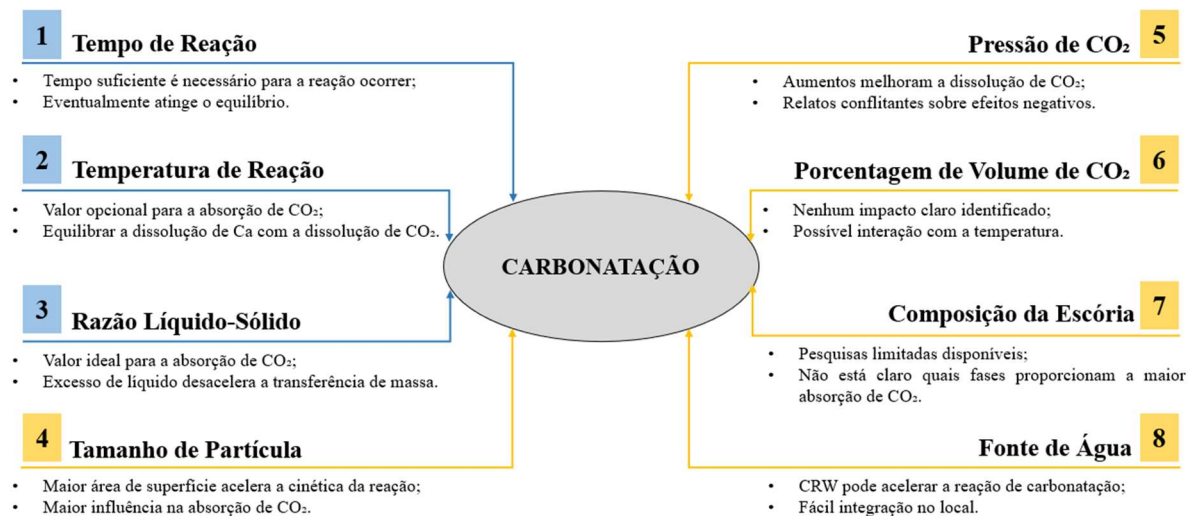 1 Tempo de Reação
• Tempo suficiente é necessário para a reação ocorrer;
• Eventualmente atinge o equilíbrio.
2 Temperatura de Reação
• Valor opcional para a absorção de CO₂;
• Equilibrar a dissolução de Ca com a dissolução de CO₂.
3 Razão Líquido-Sólido
• Valor ideal para a absorção de CO₂;
• Excesso de líquido desacelera a transferência de massa.
4 Tamanho de Partícula
• Maior área de superfície acelera a cinética da reação;
• Maior influência na absorção de CO₂.
CARBONATAÇÃO
Pressão de CO₂ 5
• Aumentos melhoram a dissolução de CO₂;
• Relatos conflitantes sobre efeitos negativos.
Porcentagem de Volume de CO₂ 6
• Nenhum impacto claro identificado;
• Possível interação com a temperatura.
Composição da Escória 7
• Pesquisas limitadas disponíveis;
• Não está claro quais fases proporcionam a maior
absorção de CO₂.
Fonte de Água 8
• CRW pode acelerar a reação de carbonatação;
• Fácil integração no local.